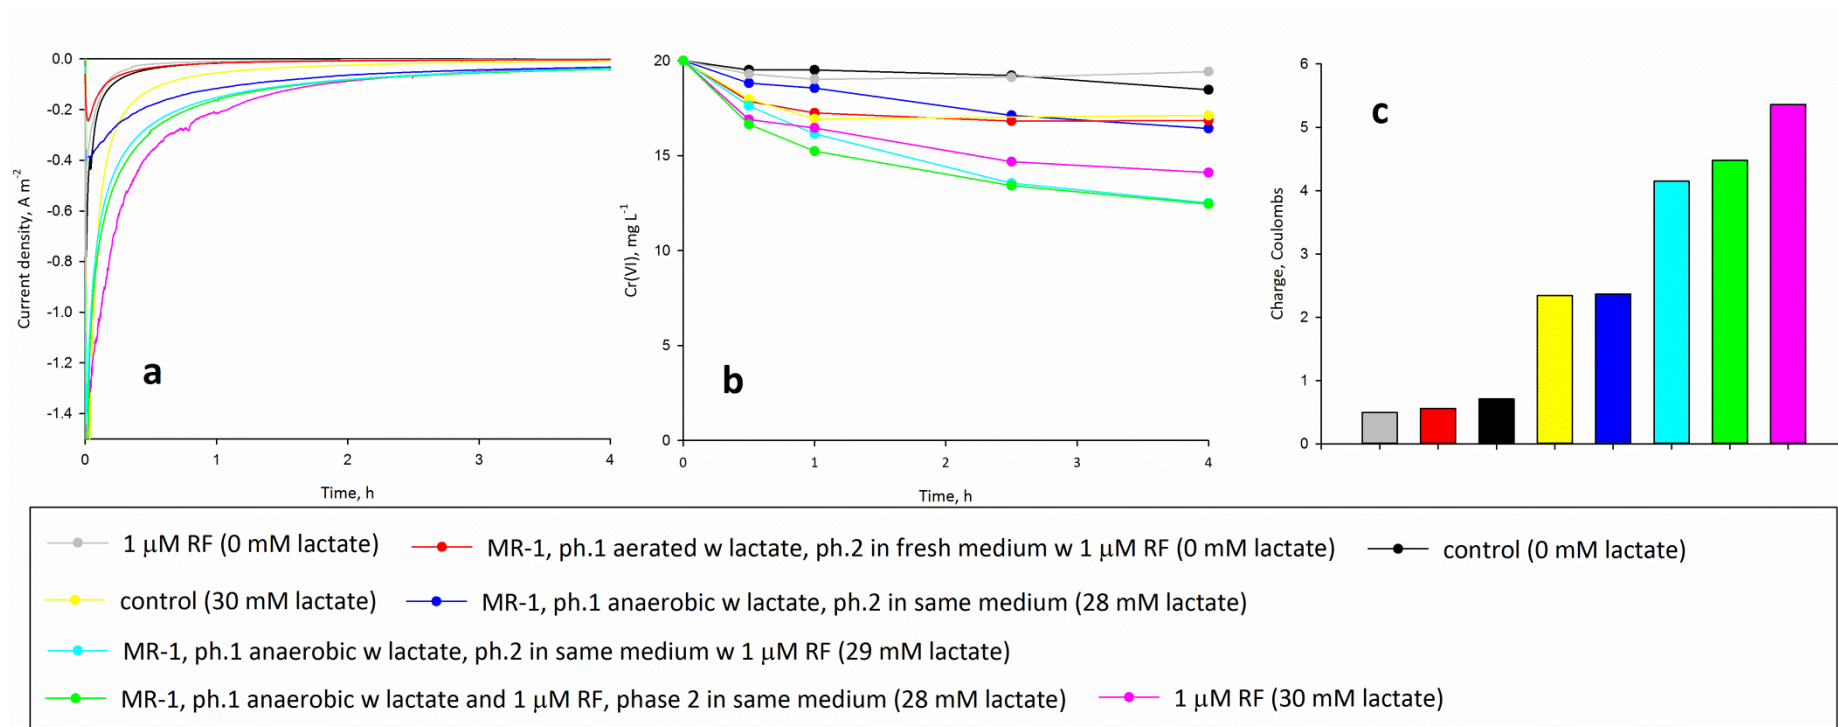 0.0
-0.2
-0.4
-0.6
-0.8
-1.0
-1.2
-1.4
Current density, A m-2
a
0 1 2 3 4
Time, h
20
15
10
5
0
Cr(VI), mg L-1
b
0 1 2 3 4
Time, h
6
5
4
3
2
1
0
Charge, Coulombs
c
1 μM RF (0 mM lactate) MR-1, ph.1 aerated w lactate, ph.2 in fresh medium w 1 μM RF (0 mM lactate) control (0 mM lactate)
control (30 mM lactate) MR-1, ph.1 anaerobic w lactate, ph.2 in same medium (28 mM lactate)
MR-1, ph.1 anaerobic w lactate, ph.2 in same medium w 1 μM RF (29 mM lactate)
MR-1, ph.1 anaerobic w lactate and 1 μM RF, phase 2 in same medium (28 mM lactate) 1 μM RF (30 mM lactate)